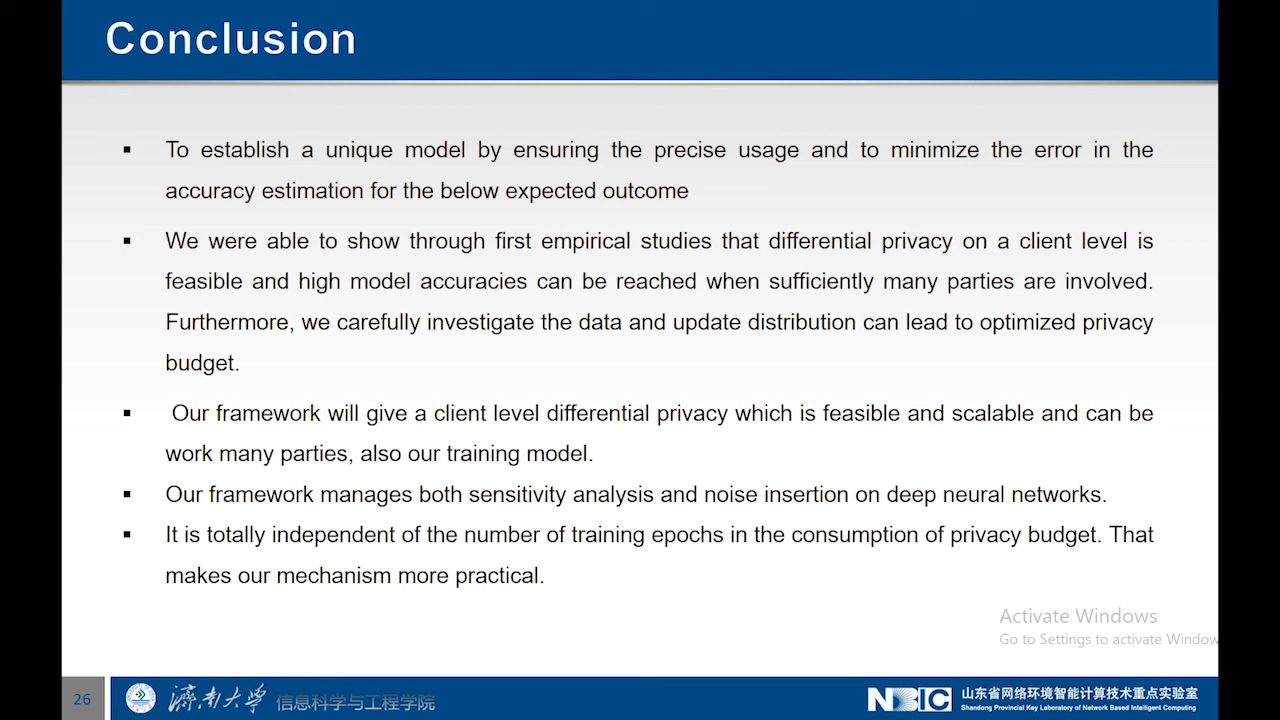 Conclusion
▪ To establish a unique model by ensuring the precise usage and to minimize the error in the
accuracy estimation for the below expected outcome
▪ We were able to show through first empirical studies that differential privacy on a client level is
feasible and high model accuracies can be reached when sufficiently many parties are involved.
Furthermore, we carefully investigate the data and update distribution can lead to optimized privacy
budget.
▪ Our framework will give a client level differential privacy which is feasible and scalable and can be
work many parties, also our training model.
▪ Our framework manages both sensitivity analysis and noise insertion on deep neural networks.
▪ It is totally independent of the number of training epochs in the consumption of privacy budget. That
makes our mechanism more practical.
Activate Windows
Go to Settings to activate Window
26
濟南大学 信息科学与工程学院
NBIC 山东省网络环境智能计算技术重点实验室
Shandong Provincial Key Laboratory of Network Based Intelligent Computing